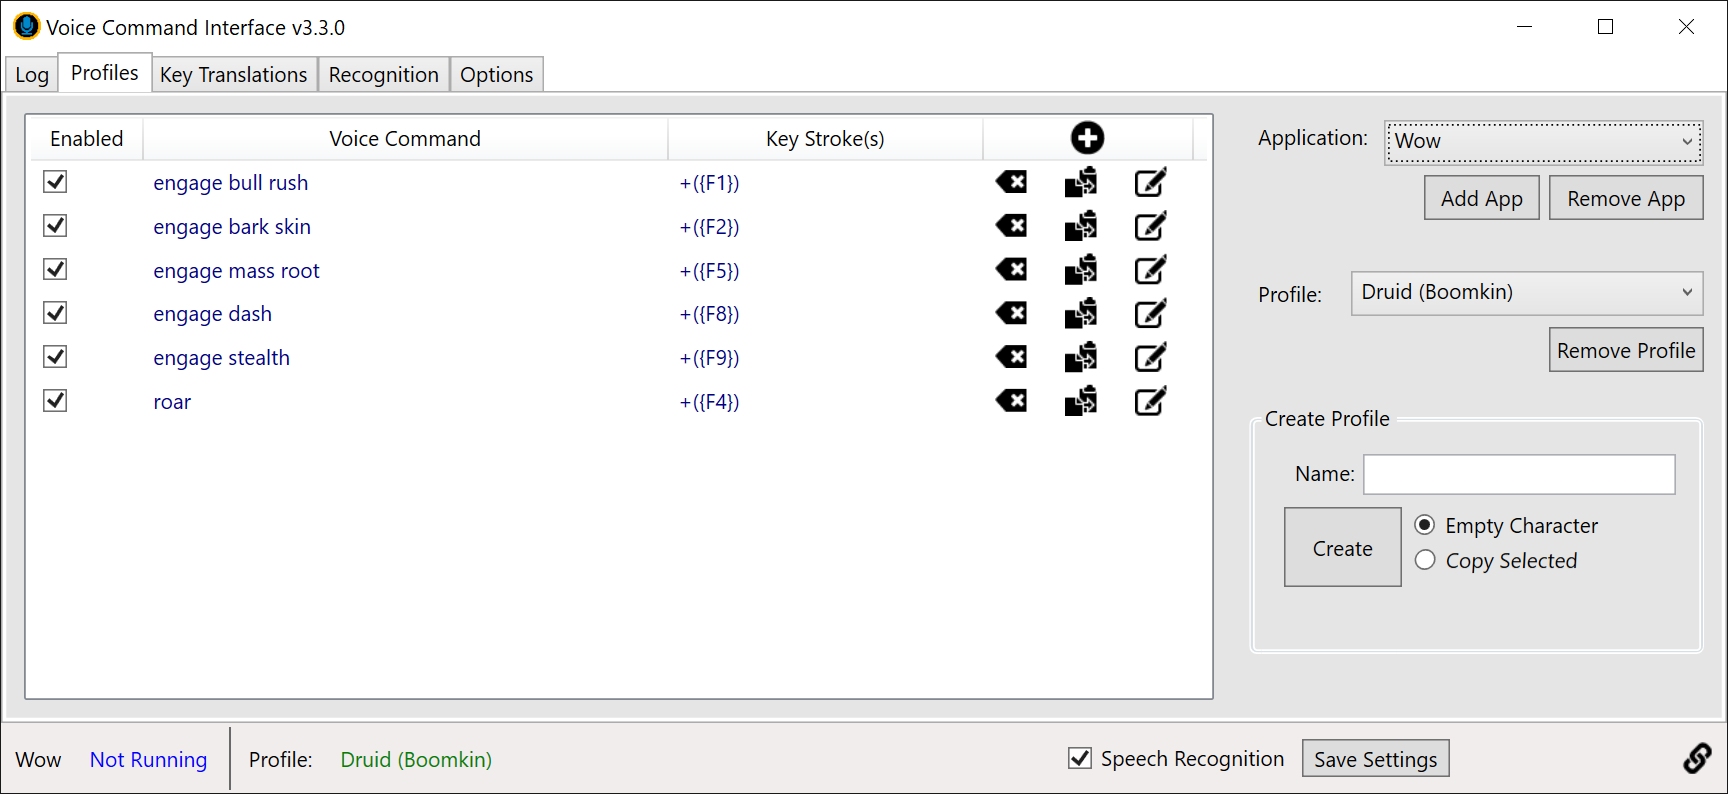 Voice Command Interface v3.3.0
Log Profiles Key Translations Recognition Options
Enabled Voice Command Key Stroke(s)
engage bull rush +({F1})
engage bark skin +({F2})
engage mass root +({F5})
engage dash +({F8})
engage stealth +({F9})
roar +({F4})
Application: Wow
Add App Remove App
Profile: Druid (Boomkin)
Remove Profile
Create Profile
Name:
Create
Empty Character
Copy Selected
Wow Not Running Profile: Druid (Boomkin) Speech Recognition Save Settings